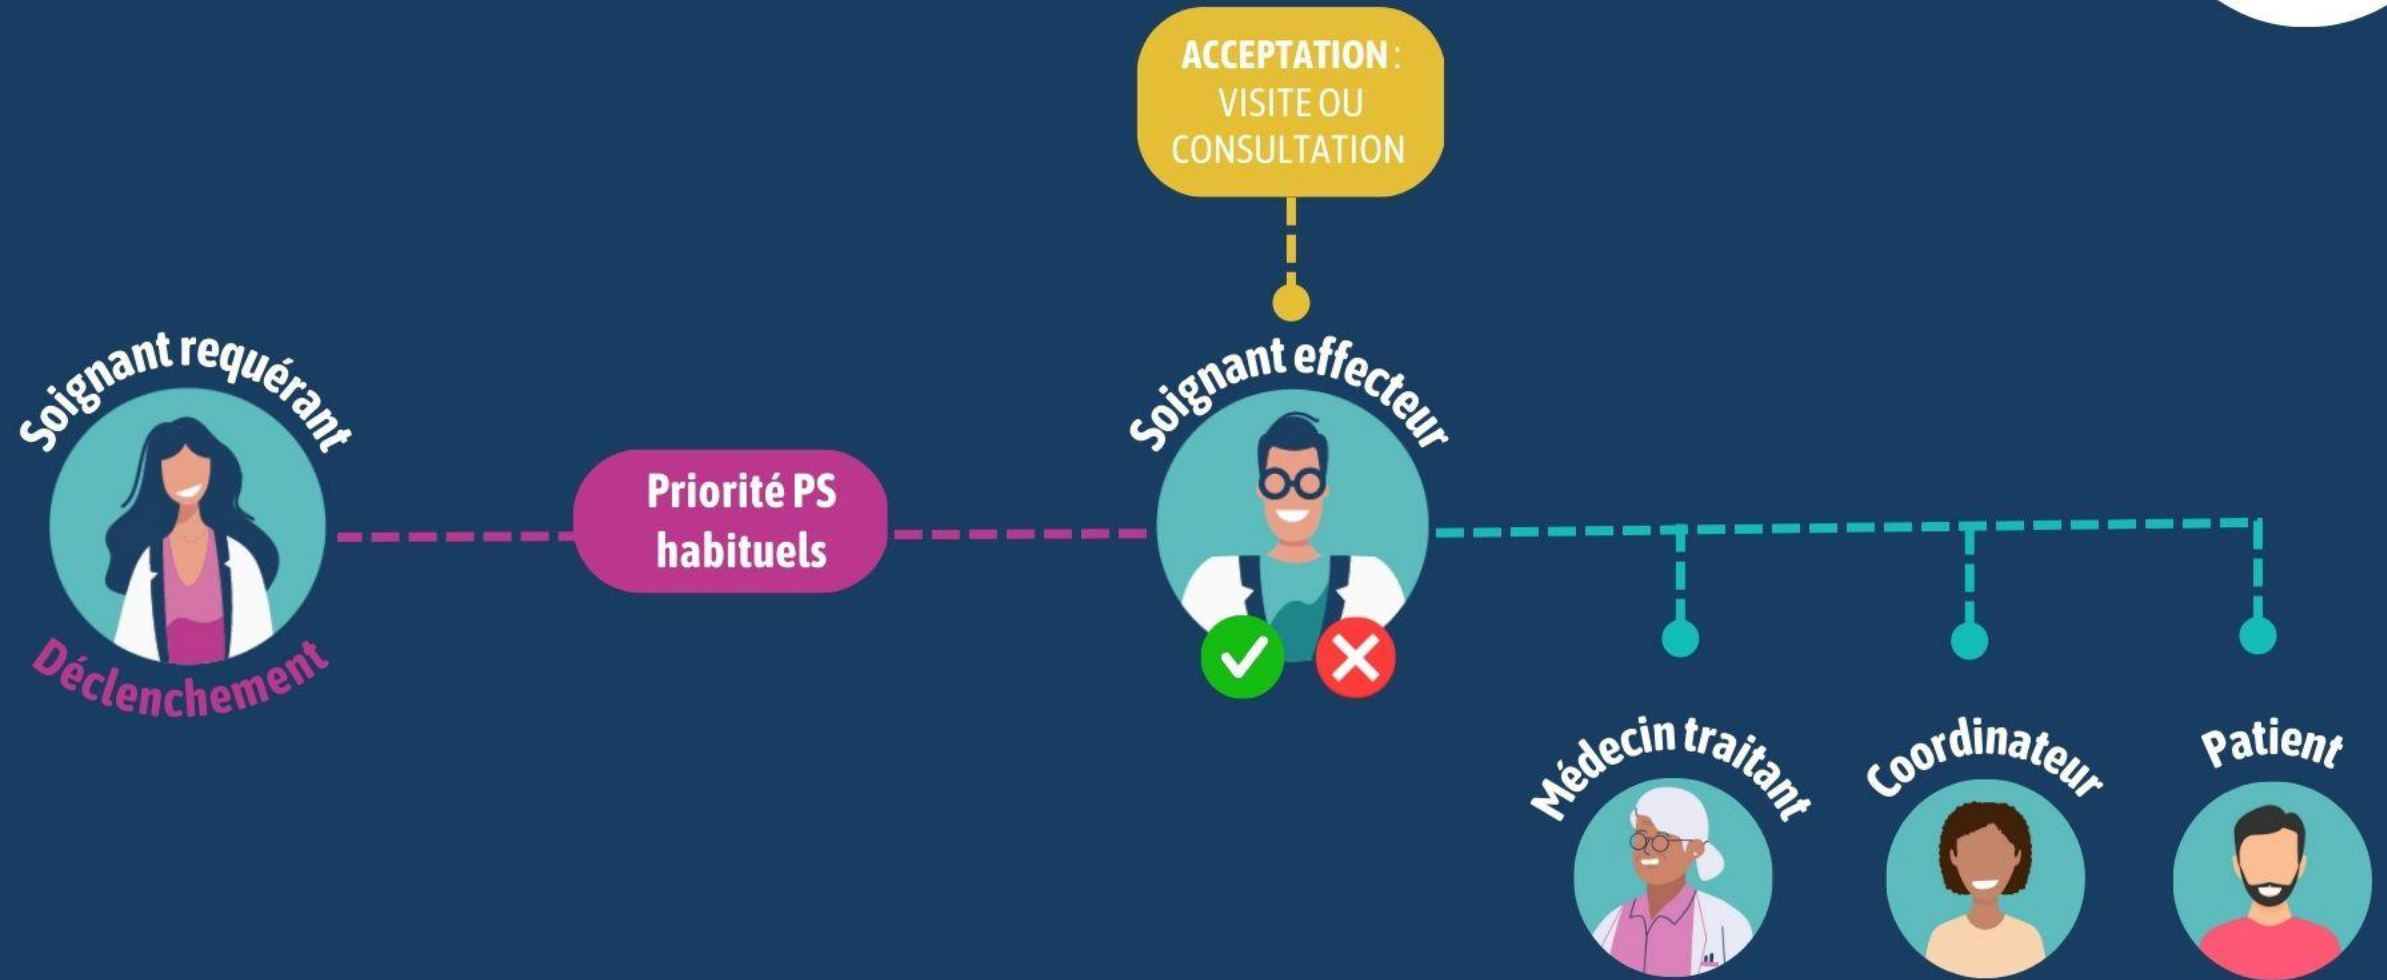 ACCEPTATION :
VISITE OU
CONSULTATION
Soignant requérant
Déclenchement
Priorité PS
habituels
Soignant effecteur
Médecin traitant
Coordinateur
Patient